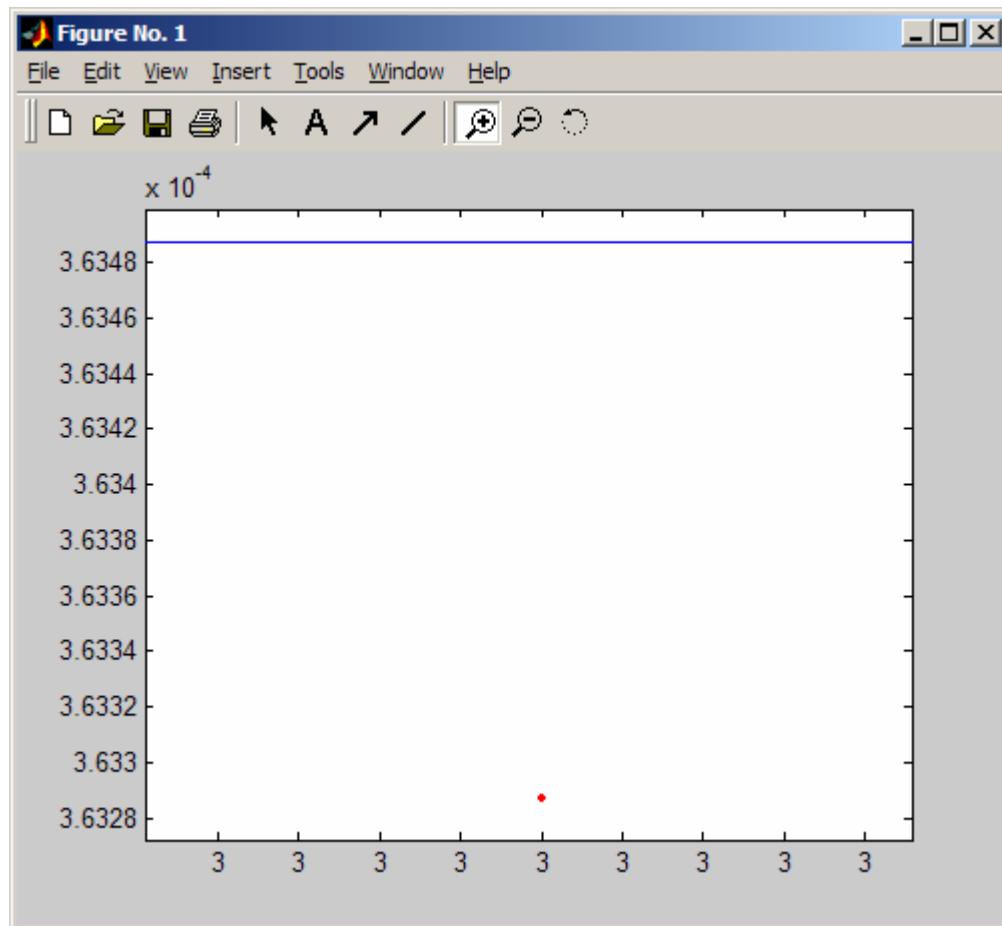 Figure No. 1
File Edit View Insert Tools Window Help
A
x 10^-4
3.6348
3.6346
3.6344
3.6342
3.634
3.6338
3.6336
3.6334
3.6332
3.633
3.6328
3 3 3 3 3 3 3 3 3